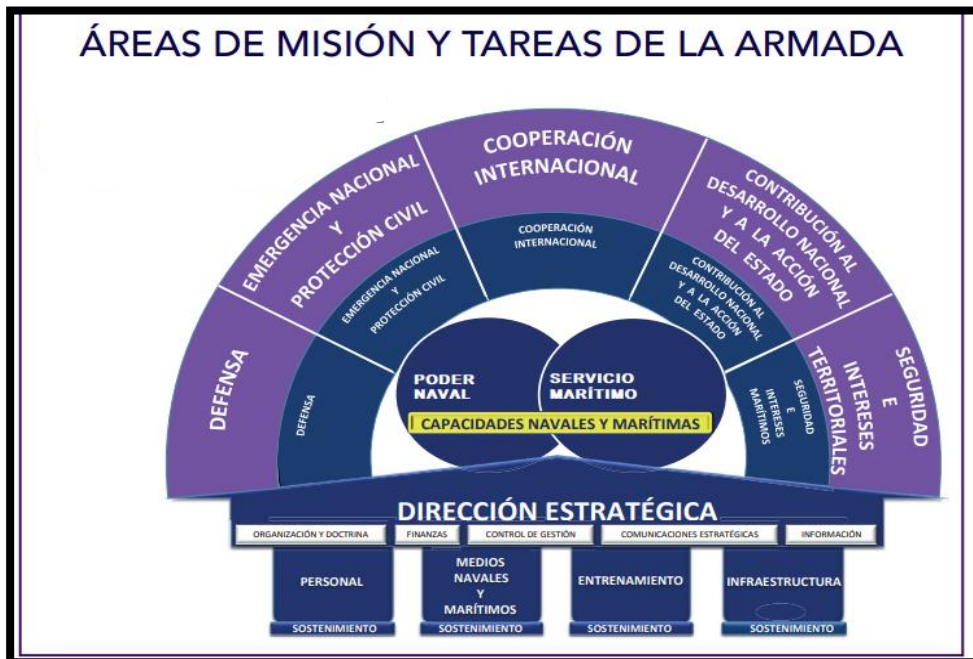 ÁREAS DE MISIÓN Y TAREAS DE LA ARMADA
DEFENSA
EMERGENCIA NACIONAL
Y
PROTECCIÓN CIVIL
COOPERACIÓN
INTERNACIONAL
CONTRIBUCIÓN AL
DESARROLLO NACIONAL
Y A LA ACCIÓN
DEL ESTADO
SEGURIDAD
E
INTERESES
TERRITORIALES
DEFENSA
EMERGENCIA NACIONAL
Y
PROTECCIÓN CIVIL
COOPERACIÓN
INTERNACIONAL
CONTRIBUCIÓN AL
DESARROLLO NACIONAL
Y A LA ACCIÓN
DEL ESTADO
SEGURIDAD
E
INTERESES
MARÍTIMOS
PODER
NAVAL
SERVICIO
MARÍTIMO
CAPACIDADES NAVALES Y MARÍTIMAS
DIRECCIÓN ESTRATÉGICA
ORGANIZACIÓN Y DOCTRINA
FINANZAS
CONTROL DE GESTIÓN
COMUNICACIONES ESTRATÉGICAS
INFORMACIÓN
PERSONAL
MEDIOS
NAVALES
Y
MARÍTIMOS
ENTRENAMIENTO
INFRAESTRUCTURA
SOSTENIMIENTO
SOSTENIMIENTO
SOSTENIMIENTO
SOSTENIMIENTO